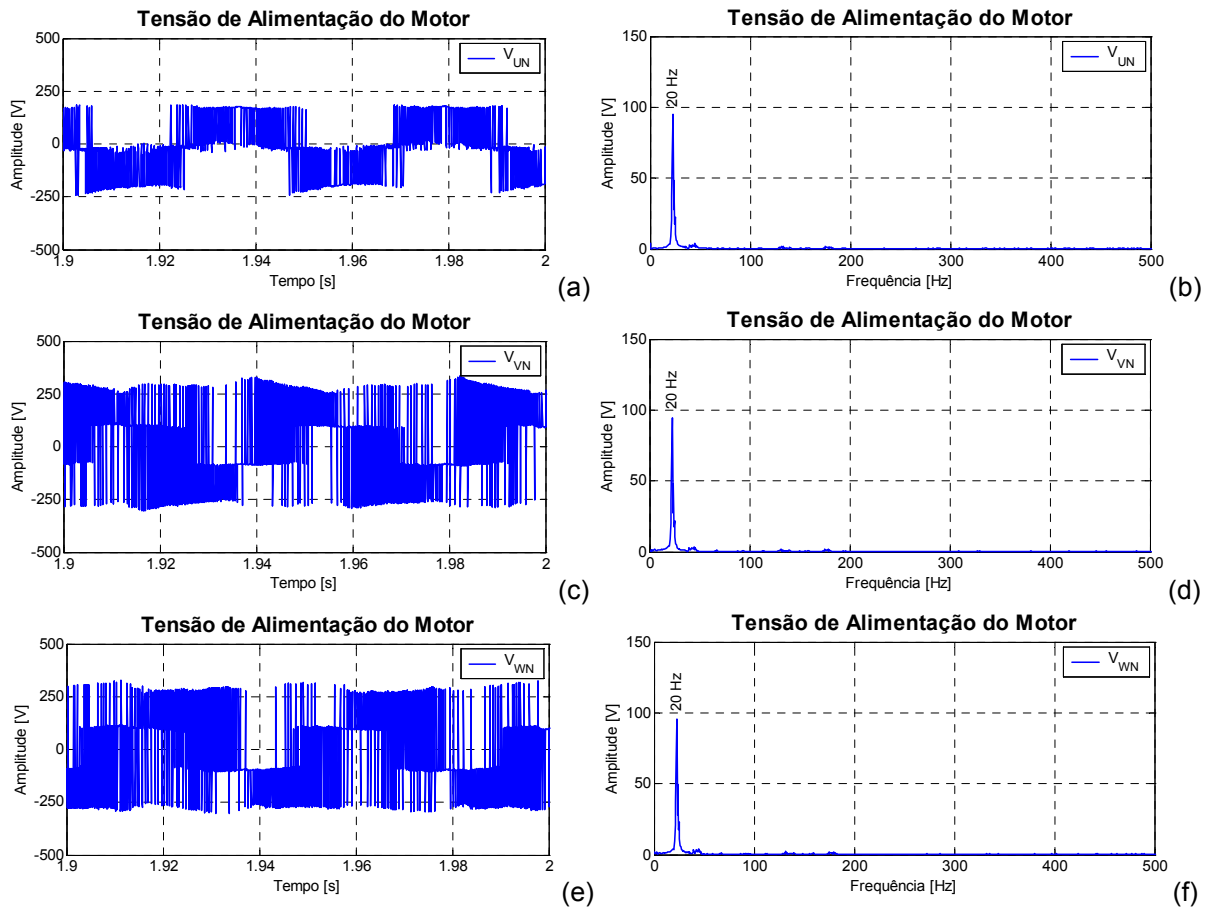 Tensão de Alimentação do Motor
500
250
0
-250
-500
Amplitude [V]
V_UN
1.9 1.92 1.94 1.96 1.98 2
Tempo [s]
(a)
Tensão de Alimentação do Motor
150
100
50
0
Amplitude [V]
20 Hz
V_UN
0 100 200 300 400 500
Frequência [Hz]
(b)
Tensão de Alimentação do Motor
500
250
0
-250
-500
Amplitude [V]
V_VN
1.9 1.92 1.94 1.96 1.98 2
Tempo [s]
(c)
Tensão de Alimentação do Motor
150
100
50
0
Amplitude [V]
20 Hz
V_VN
0 100 200 300 400 500
Frequência [Hz]
(d)
Tensão de Alimentação do Motor
500
250
0
-250
-500
Amplitude [V]
V_WN
1.9 1.92 1.94 1.96 1.98 2
Tempo [s]
(e)
Tensão de Alimentação do Motor
150
100
50
0
Amplitude [V]
20 Hz
V_WN
0 100 200 300 400 500
Frequência [Hz]
(f)